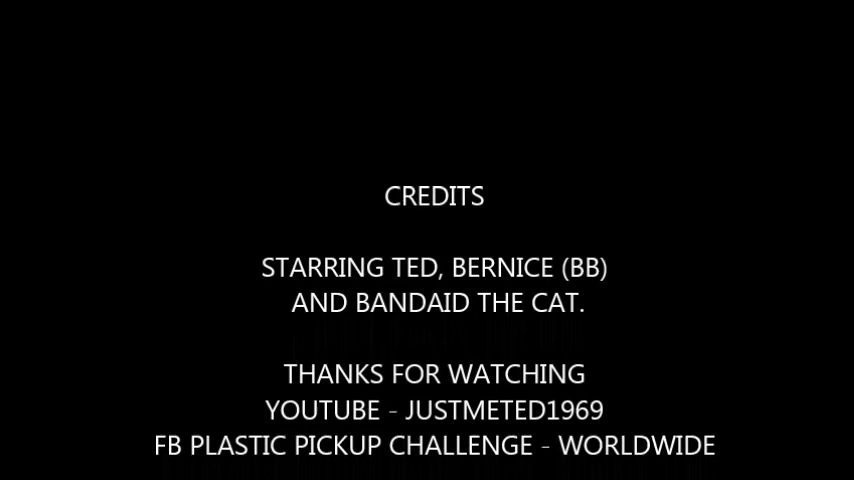 CREDITS
STARRING TED, BERNICE (BB)
AND BANDAID THE CAT.
THANKS FOR WATCHING
YOUTUBE - JUSTMETED1969
FB PLASTIC PICKUP CHALLENGE - WORLDWIDE